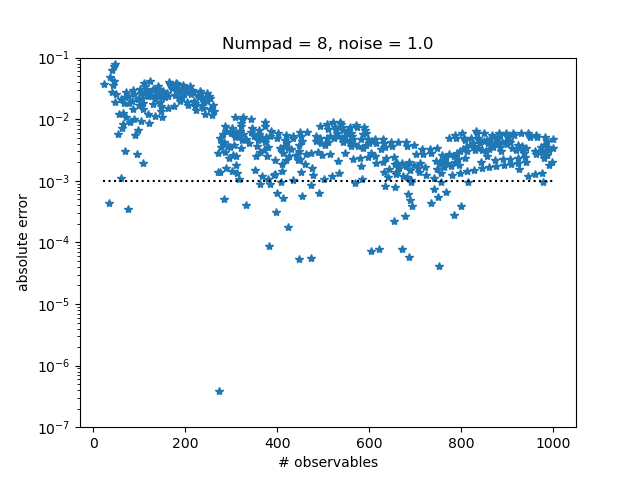 Numpad = 8, noise = 1.0
absolute error
10⁻¹
10⁻²
10⁻³
10⁻⁴
10⁻⁵
10⁻⁶
10⁻⁷
0 200 400 600 800 1000
# observables